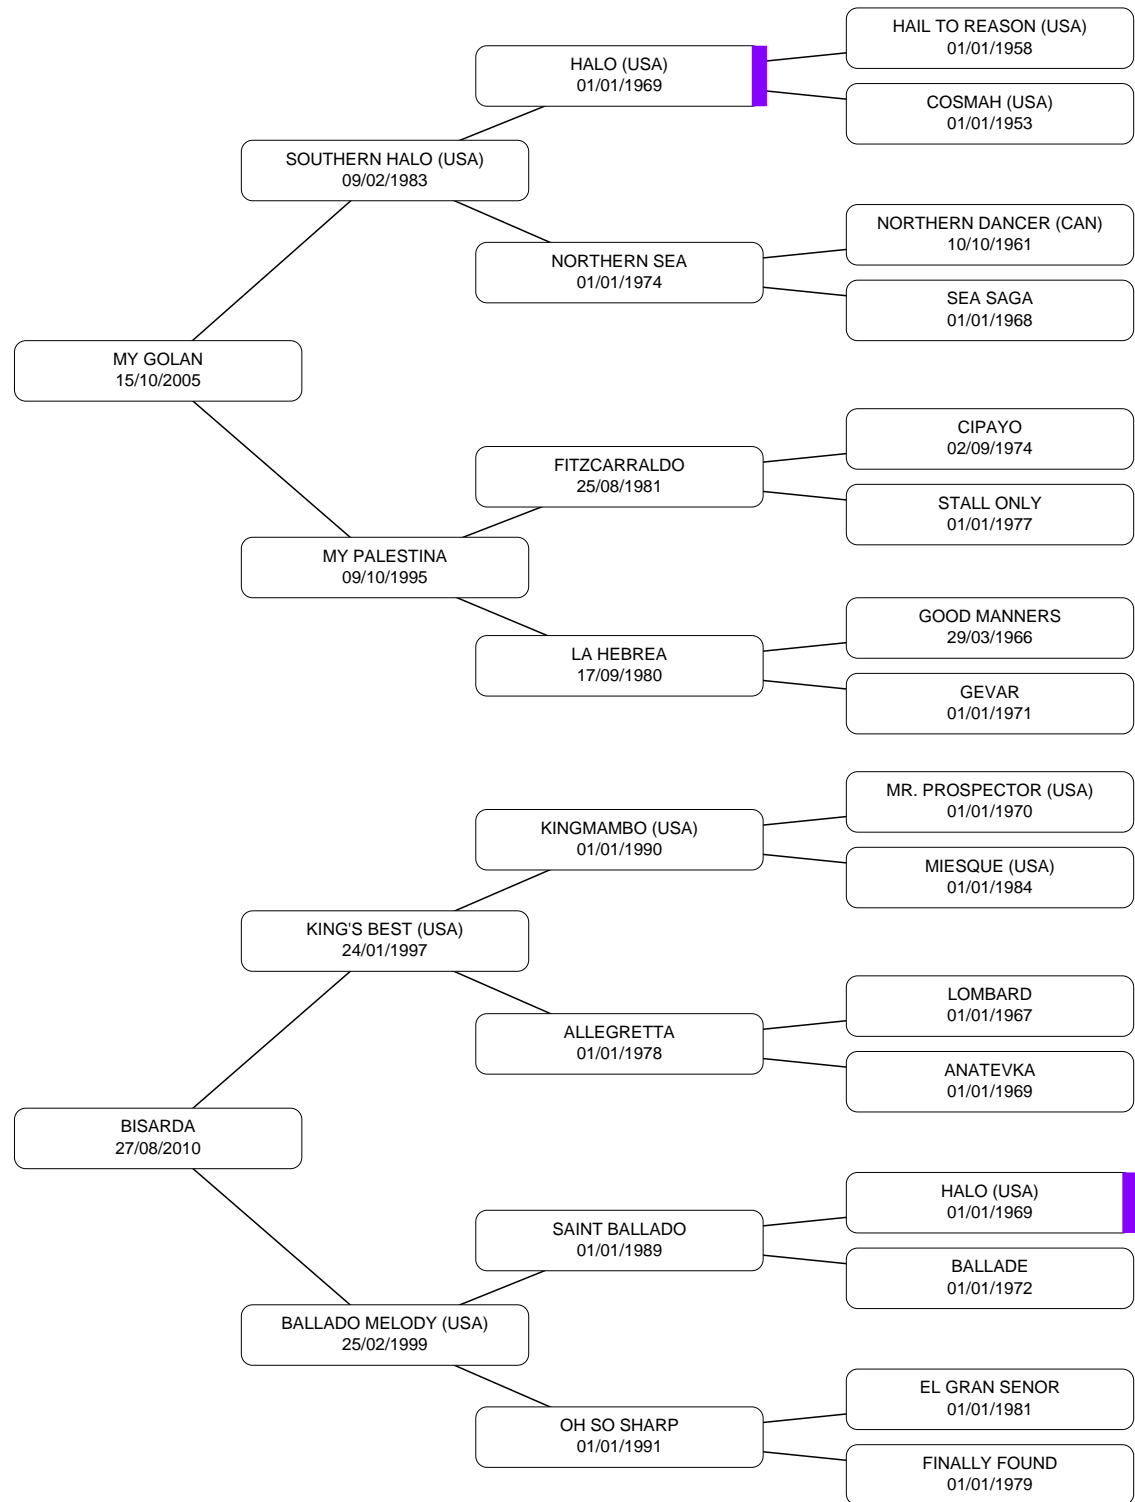 HAIL TO REASON (USA)
01/01/1958
HALO (USA)
01/01/1969
COSMAH (USA)
01/01/1953
SOUTHERN HALO (USA)
09/02/1983
NORTHERN DANCER (CAN)
10/10/1961
NORTHERN SEA
01/01/1974
SEA SAGA
01/01/1968
MY GOLAN
15/10/2005
CIPAYO
02/09/1974
FITZCARRALDO
25/08/1981
STALL ONLY
01/01/1977
MY PALESTINA
09/10/1995
GOOD MANNERS
29/03/1966
LA HEBREA
17/09/1980
GEVAR
01/01/1971
MR. PROSPECTOR (USA)
01/01/1970
KINGMAMBO (USA)
01/01/1990
MIESQUE (USA)
01/01/1984
KING'S BEST (USA)
24/01/1997
LOMBARD
01/01/1967
ALLEGRETTA
01/01/1978
ANATEVKA
01/01/1969
BISARDA
27/08/2010
HALO (USA)
01/01/1969
SAINT BALLADO
01/01/1989
BALLADE
01/01/1972
BALLADO MELODY (USA)
25/02/1999
EL GRAN SENOR
01/01/1981
OH SO SHARP
01/01/1991
FINALLY FOUND
01/01/1979